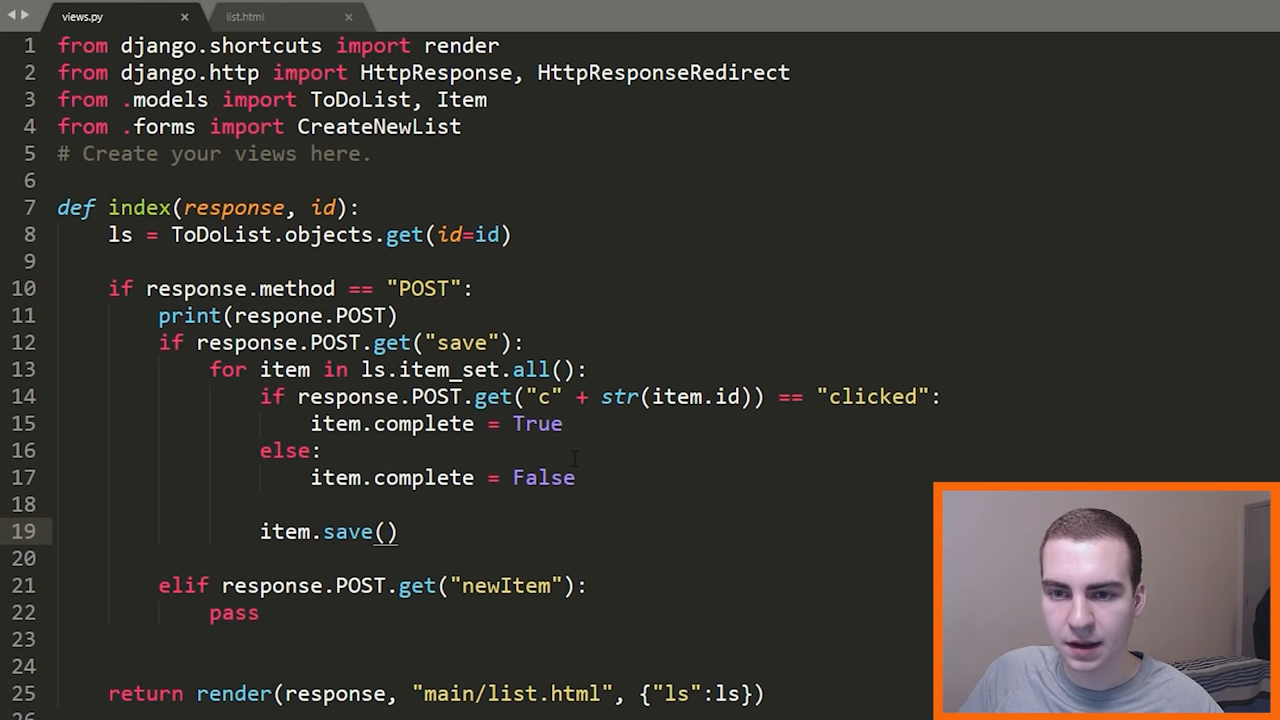 views.py × list.html ×
1 from django.shortcuts import render
2 from django.http import HttpResponse, HttpResponseRedirect
3 from .models import ToDoList, Item
4 from .forms import CreateNewList
5 # Create your views here.
6
7 def index(response, id):
8 ls = ToDoList.objects.get(id=id)
9
10 if response.method == "POST":
11 print(respone.POST)
12 if response.POST.get("save"):
13 for item in ls.item_set.all():
14 if response.POST.get("c" + str(item.id)) == "clicked":
15 item.complete = True
16 else:
17 item.complete = False
18
19 item.save()
20
21 elif response.POST.get("newItem"):
22 pass
23
24
25 return render(response, "main/list.html", {"ls":ls})
26